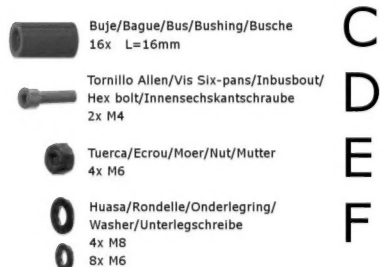 Buje/Bague/Bus/Bushing/Busche
16x L=16mm
C
Tornillo Allen/Vis Six-pans/Inbusbout/
Hex bolt/Innensechskantschraube
2x M4
D
Tuerca/Ecrou/Moer/Nut/Mutter
4x M6
E
Huasa/Rondelle/Onderlegring/
Washer/Unterlegschreibe
4x M8
8x M6
F